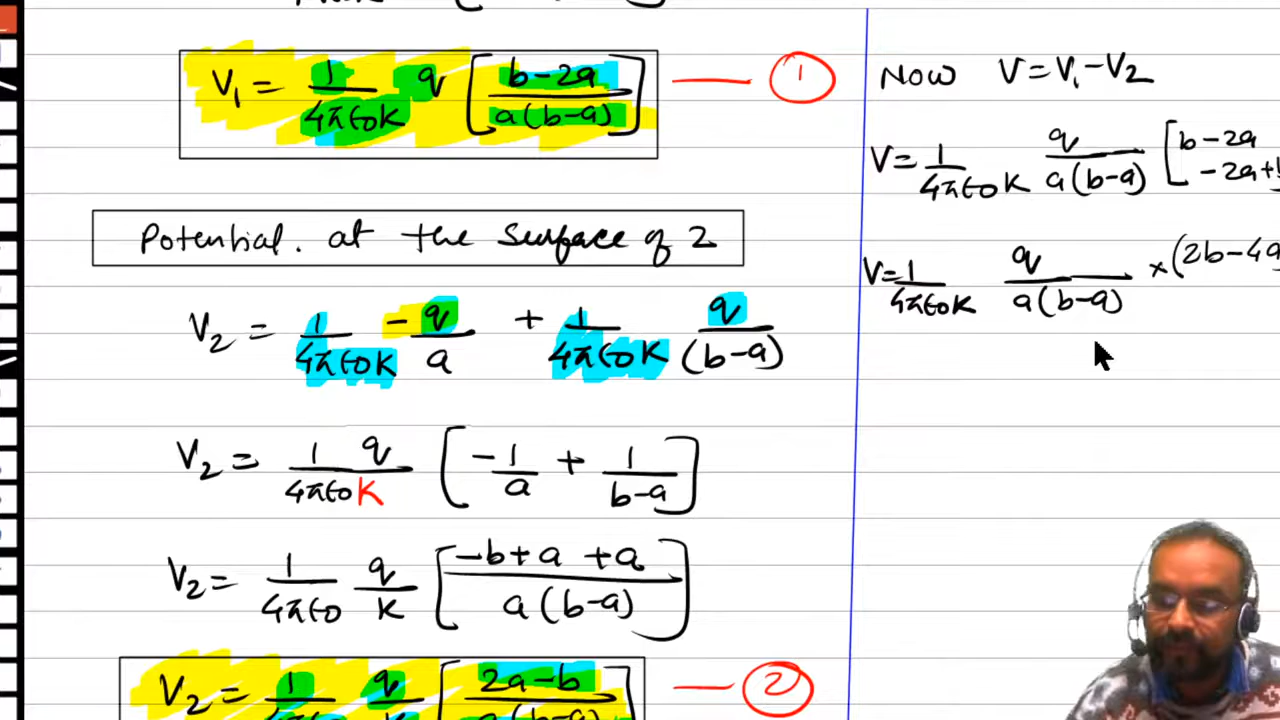 V₁ = 1/4πϵ₀K q [b-2a / a(b-a)] — ①
Potential. at the surface of 2
V₂ = 1/4πϵ₀K -q/a + 1/4πϵ₀K q/(b-a)
V₂ = 1 q/4πϵ₀K [-1/a + 1/b-a]
V₂ = 1/4πϵ₀ q/K [-b+a +a / a(b-a)]
V₂ = 1 q [2a-b — ②
Now V=V₁-V₂
V= 1/4πϵ₀K q/a(b-a) [b-2a
-2a+
V= 1/4πϵ₀K q/a(b-a) ×(2b-4a